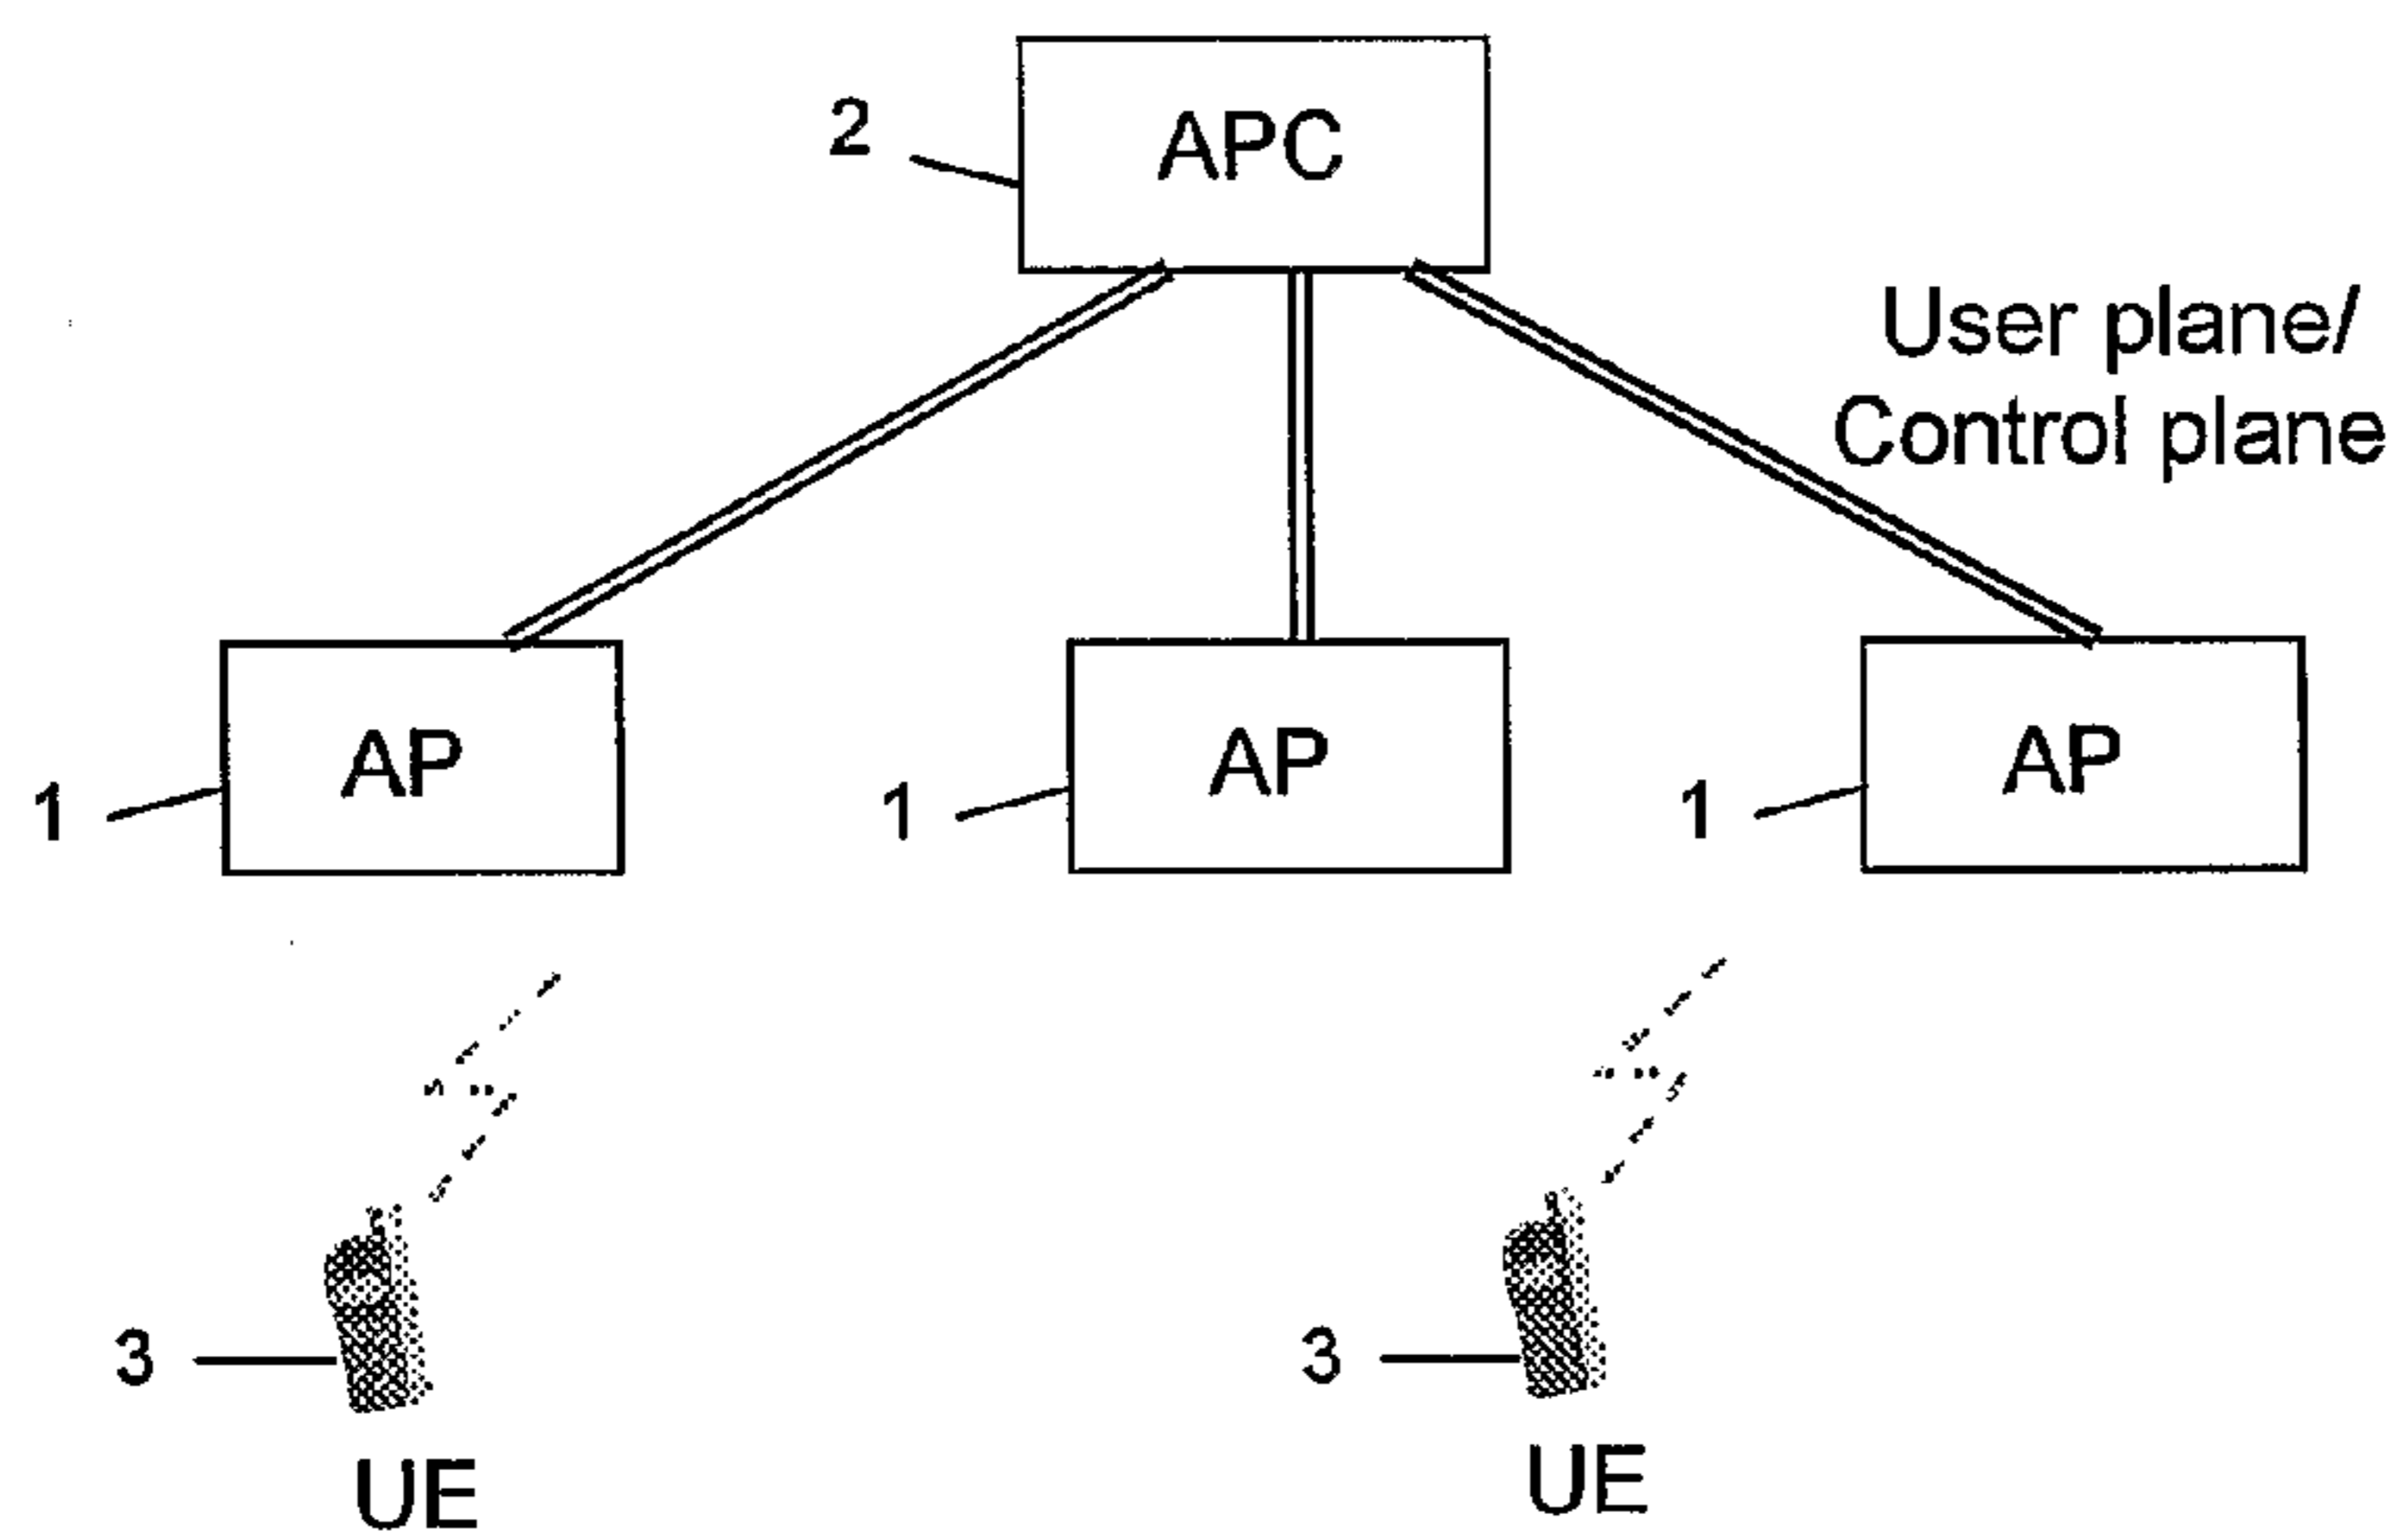 2
APC
User plane/
Control plane
AP
AP
AP
1
1
1
3
3
UE
UE